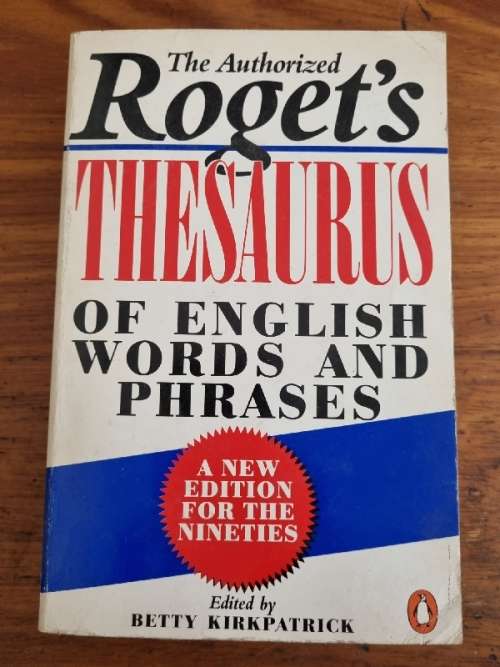 The Authorized
Roget's
THESAURUS
OF ENGLISH
WORDS AND
PHRASES
A NEW
EDITION
FOR THE
NINETIES
Edited by
BETTY KIRKPATRICK